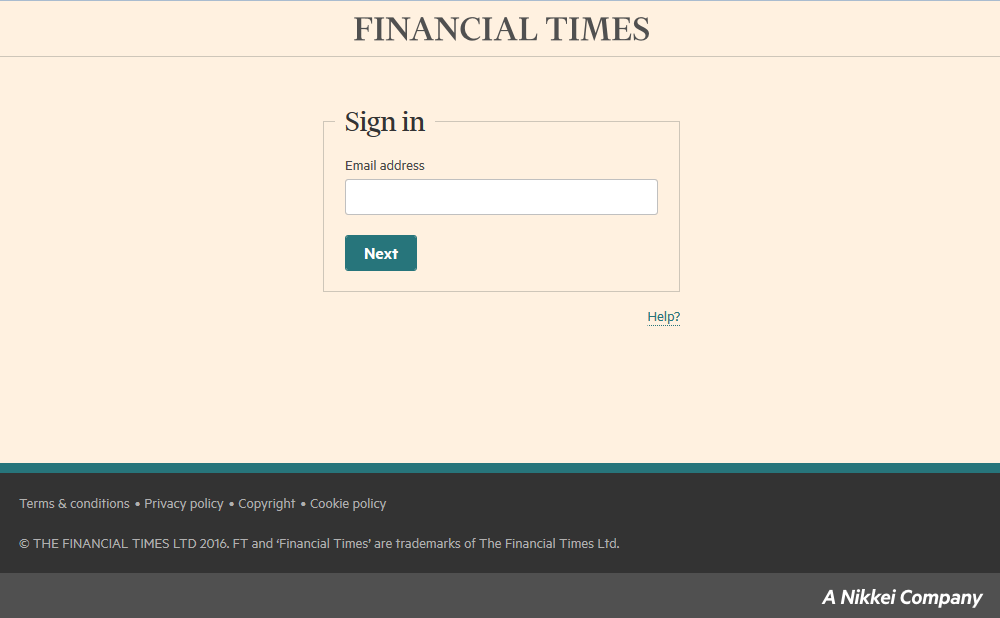 FINANCIAL TIMES
Sign in
Email address
Next
Help?
Terms & conditions • Privacy policy • Copyright • Cookie policy
© THE FINANCIAL TIMES LTD 2016. FT and ‘Financial Times’ are trademarks of The Financial Times Ltd.
A Nikkei Company